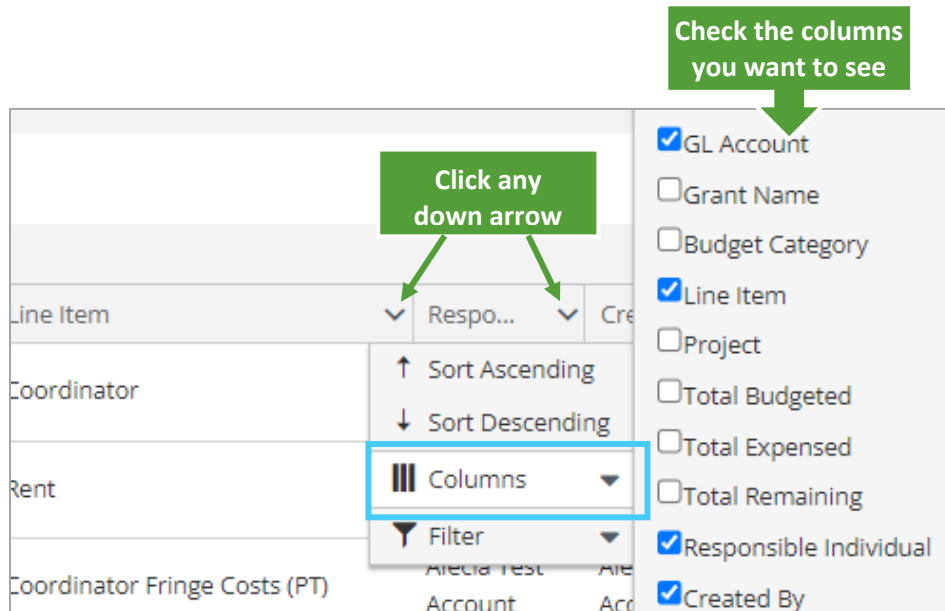 Check the columns
you want to see
GL Account
Click any
down arrow
Grant Name
Budget Category
Line Item
Line Item
Respo...
Cre
Project
Sort Ascending
Coordinator
Total Budgeted
Sort Descending
Total Expensed
Columns
Rent
Total Remaining
Filter
Responsible Individual
Alecia Test
Ale
Coordinator Fringe Costs (PT)
Created By
Account
Acc